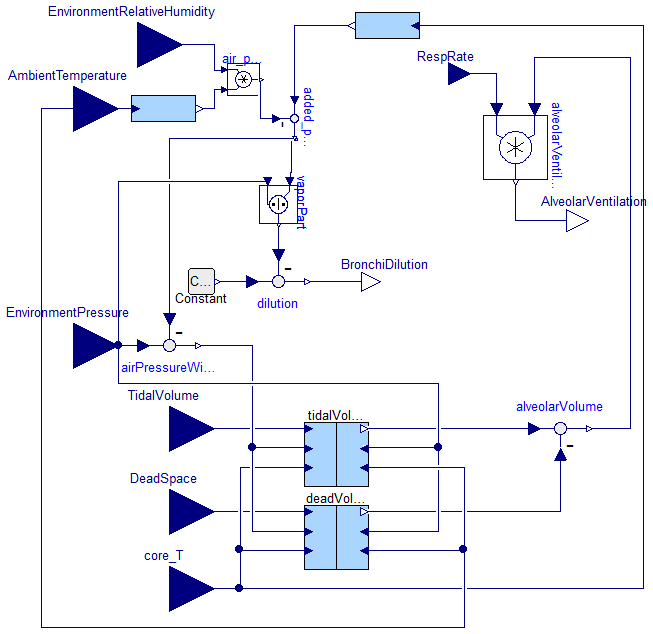 EnvironmentRelativeHumidity
air_p...
RespRate
AmbientTemperature
added_p...
alveolarVentil...
vaporPart
AlveolarVentilation
BronchiDilution
C...
Constant
dilution
EnvironmentPressure
airPressureWi...
TidalVolume
tidalVol...
alveolarVolume
DeadSpace
deadVol...
core_T